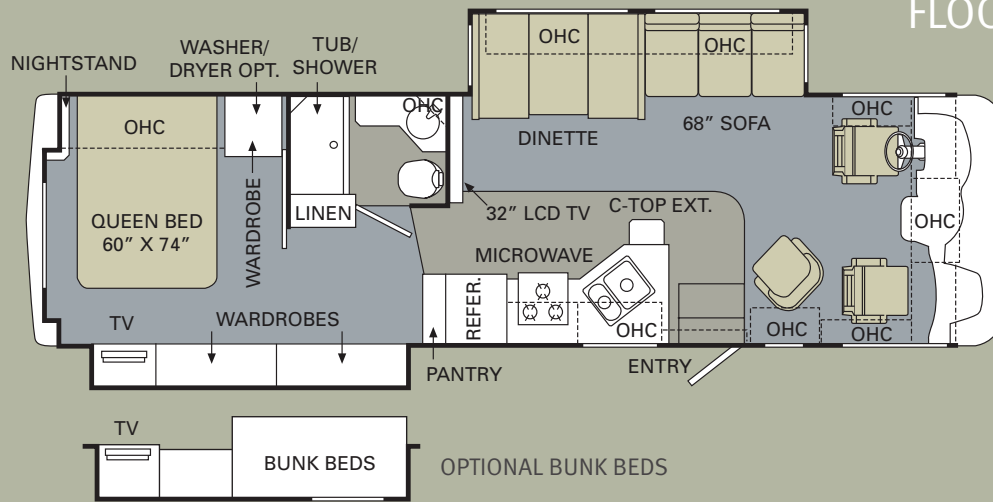 FLOO
OHC
OHC
TUB/
SHOWER
WASHER/
DRYER OPT.
NIGHTSTAND
OHC
OHC
OHC
DINETTE
68” SOFA
WARDROBE
LINEN
32” LCD TV
C-TOP EXT.
OHC
QUEEN BED
60” X 74”
MICROWAVE
REFER.
TV
WARDROBES
OHC
OHC
OHC
PANTRY
ENTRY
TV
BUNK BEDS
OPTIONAL BUNK BEDS